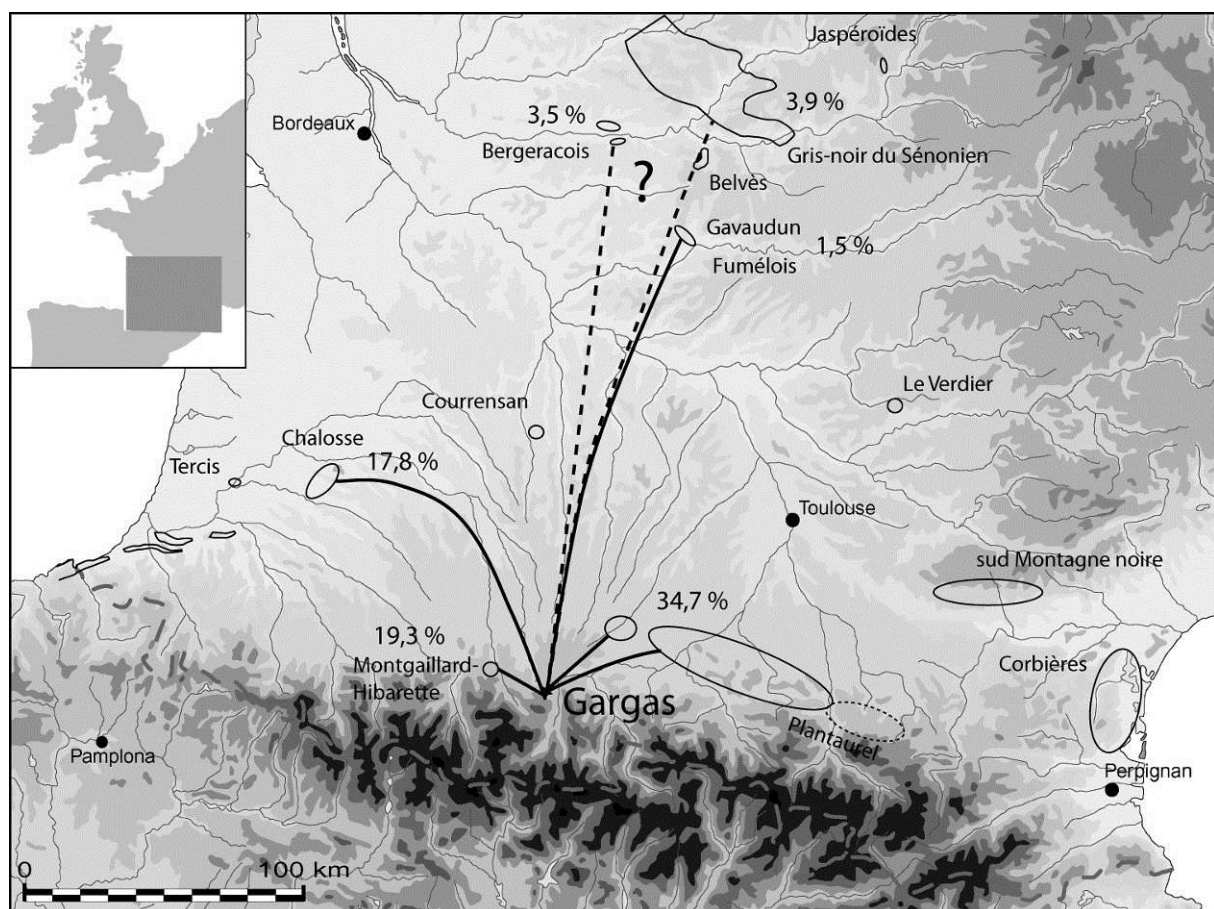 Jaspéroïdes
3,9 %
3,5 %
Bordeaux
Bergeracois
Gris-noir du Sénonien
?
Belvès
Gavaudun
1,5 %
Fumélois
Le Verdier
Courrensan
Chalosse
17,8 %
Tercis
Toulouse
sud Montagne noire
34,7 %
19,3 %
Montgaillard-
Hibarette
Corbières
Gargas
Plantaurel
Pamplona
Perpignan
0
100 km